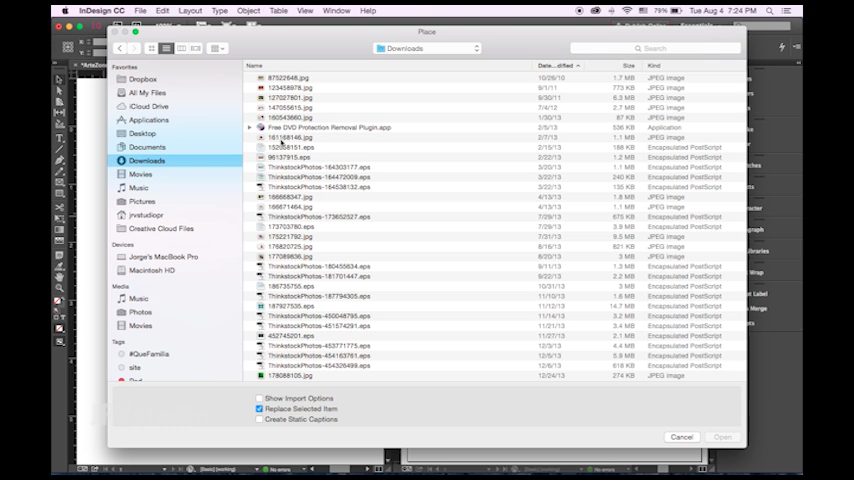 InDesign CC File Edit Layout Type Object Table View Window Help 79% Tue Aug 4 7:24 PM
Place
Downloads Search
Favorites
Dropbox
All My Files
iCloud Drive
Applications
Desktop
Documents
Downloads
Movies
Music
Pictures
jrvstudiopr
Creative Cloud Files
Devices
Jorge's MacBook Pro
Macintosh HD
Media
Music
Photos
Movies
Tags
#QueFamilia
site
Name Date...dified Size Kind
87522648.jpg 10/26/10 1.7 MB JPEG image
123458978.jpg 9/1/11 773 KB JPEG image
127027801.jpg 9/30/11 6.3 MB JPEG image
147055615.jpg 7/4/12 2.7 MB JPEG image
160543660.jpg 1/30/13 87 KB JPEG image
Free DVD Protection Removal Plugin.app 2/5/13 536 KB Application
161168146.jpg 2/7/13 1.1 MB JPEG image
152058151.eps 2/15/13 188 KB Encapsulated PostScript
96137915.eps 2/22/13 1.2 MB Encapsulated PostScript
ThinkstockPhotos-164303177.eps 3/22/13 1.2 MB Encapsulated PostScript
ThinkstockPhotos-164472009.eps 3/22/13 240 KB Encapsulated PostScript
ThinkstockPhotos-164538132.eps 3/22/13 135 KB Encapsulated PostScript
166668347.jpg 4/13/13 1.8 MB JPEG image
166671464.jpg 4/13/13 1.1 MB JPEG image
ThinkstockPhotos-173652527.eps 7/29/13 675 KB Encapsulated PostScript
173703780.eps 7/29/13 3.9 MB Encapsulated PostScript
175221792.jpg 7/31/13 9.5 MB JPEG image
176820725.jpg 8/16/13 821 KB JPEG image
177089836.jpg 8/16/13 3 MB JPEG image
ThinkstockPhotos-180455634.eps 9/11/13 1.3 MB Encapsulated PostScript
ThinkstockPhotos-181701447.eps 9/22/13 2.2 MB Encapsulated PostScript
186735755.eps 10/31/13 3 MB Encapsulated PostScript
ThinkstockPhotos-187794305.eps 11/10/13 1.6 MB Encapsulated PostScript
187927535.eps 11/12/13 14.7 MB Encapsulated PostScript
ThinkstockPhotos-450048795.eps 11/14/13 3.2 MB Encapsulated PostScript
ThinkstockPhotos-451574291.eps 11/21/13 3.4 MB Encapsulated PostScript
452745201.eps 11/27/13 3 MB Encapsulated PostScript
ThinkstockPhotos-453771775.eps 12/3/13 4.4 MB Encapsulated PostScript
ThinkstockPhotos-454163761.eps 12/5/13 6.9 MB Encapsulated PostScript
ThinkstockPhotos-454326499.eps 12/6/13 618 KB Encapsulated PostScript
178088105.jpg 12/24/13 274 KB JPEG image
Show Import Options
Replace Selected Item
Create Static Captions
Cancel Open
[Basic] (working) No errors
No errors